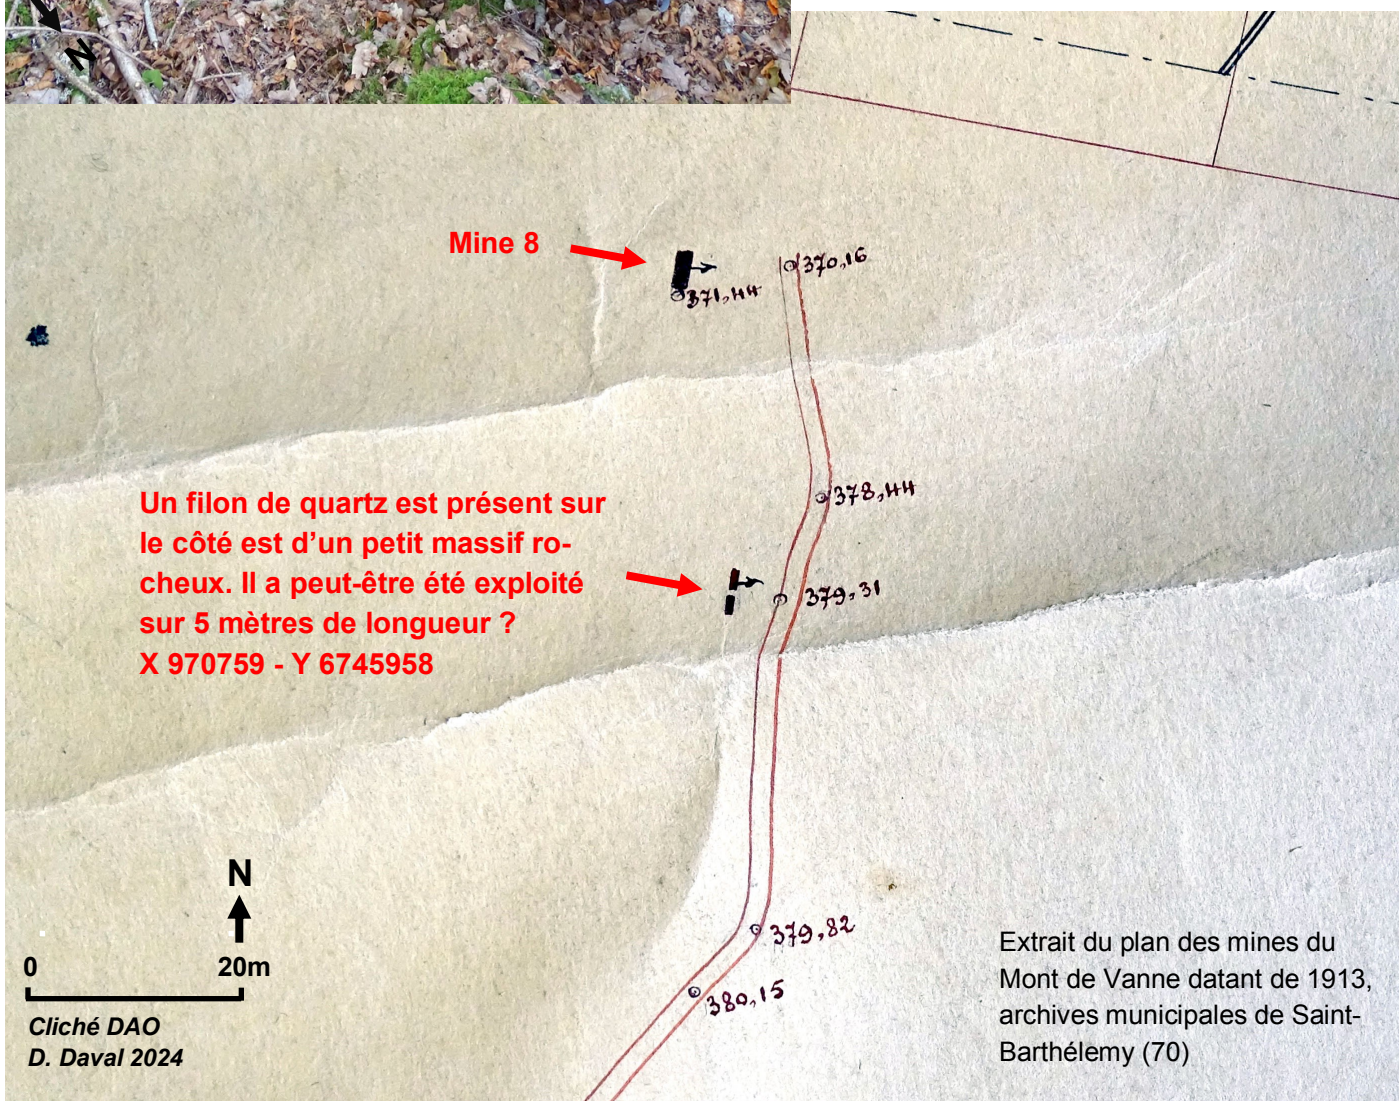 N
Mine 8
370,16
371,44
378,44
Un filon de quartz est présent sur
le côté est d’un petit massif ro-
cheux. Il a peut-être été exploité
sur 5 mètres de longueur ?
X 970759 - Y 6745958
379,31
N
0 20m
379,82
380,15
Cliché DAO
D. Daval 2024
Extrait du plan des mines du
Mont de Vanne datant de 1913,
archives municipales de Saint-
Barthélemy (70)